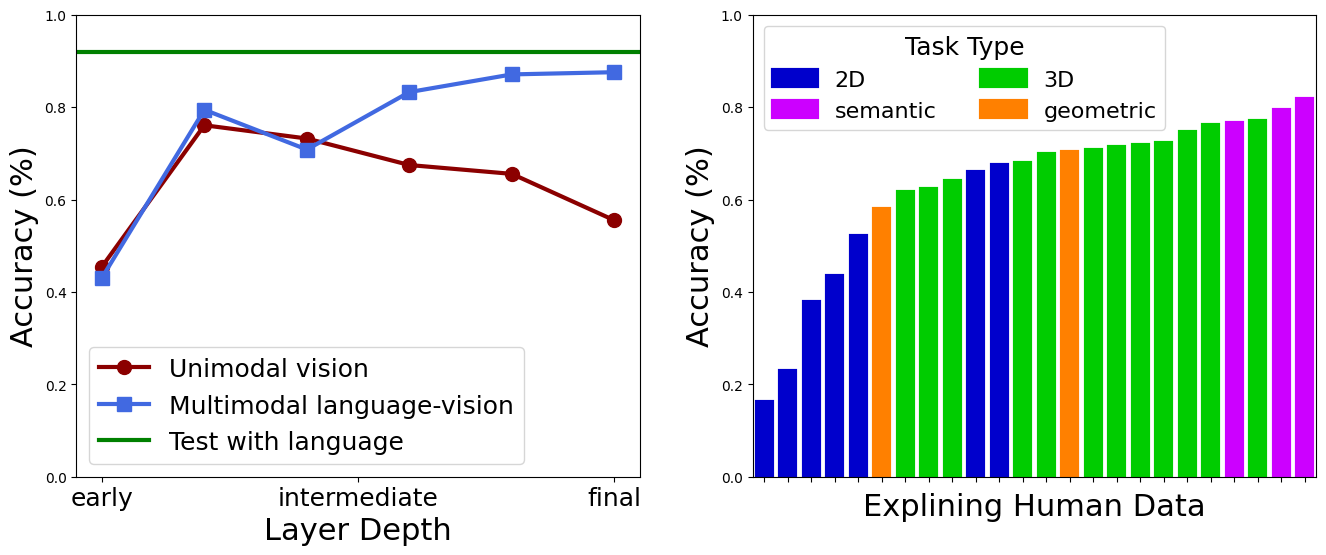 1.0
0.8
0.6
0.4
0.2
0.0
Accuracy (%)
Unimodal vision
Multimodal language-vision
Test with language
early intermediate final
Layer Depth
1.0
0.8
0.6
0.4
0.2
0.0
Accuracy (%)
Task Type
2D 3D
semantic geometric
Explining Human Data